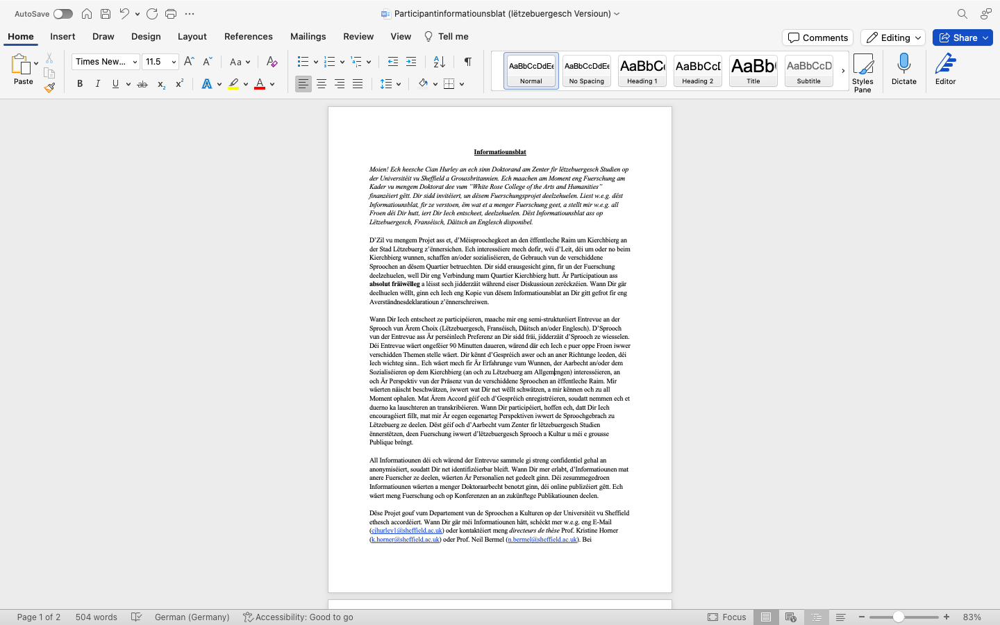 AutoSave
Participantinformatiounsblat (lëtzebuergesch Versioun)
Home Insert Draw Design Layout References Mailings Review View Tell me
Comments Editing Share
Paste
Times New... 11.5
Aa
B I U ab x2 x2 A A
AaBbCcDdEe AaBbCcDdEe AaBbC AaBbCcD AaBb AaBbCcD
Normal No Spacing Heading 1 Heading 2 Title Subtitle
Styles Pane
Dictate
Editor
Informatiounsblat
Moien! Ech heesche Cian Hurley an ech sinn Doktorand am Zenter fir lëtzebuergesch Studien op
der Universitéit vu Sheffield a Groussbritannien. Ech maachen am Moment eng Fuerschung am
Kader vu mengem Doktorat dee vum "White Rose College of the Arts and Humanities"
finanzéiert gëtt. Dir sidd invitéiert, un dësem Fuerschungsprojet deelzehuelen. Liest w.e.g. dëst
Informatiounsblat, fir ze verstoen, ëm wat et a menger Fuerschung geet, a stellt mir w.e.g. all
Froen déi Dir hutt, iert Dir Iech entscheet, deelzehuelen. Dëst Informatiounsblat ass op
Lëtzebuergesch, Franséisch, Däitsch an Englesch disponibel.
D'Zil vu mengem Projet ass et, d'Méisproochegkeet an den ëffentleche Raim um Kierchbierg an
der Stad Lëtzebuerg z'ënnersichen. Ech interesséiere mech dofir, wéi d'Leit, déi um oder no beim
Kierchbierg wunnen, schaffen an/oder sozialiséieren, de Gebrauch vun de verschiddene
Sproochen an dësem Quartier betruechten. Dir sidd erausgesicht ginn, fir un der Fuerschung
deelzehuelen, well Dir eng Verbindung mam Quartier Kierchbierg hutt. Är Participatioun ass
absolut fräiwëlleg a léisst sech jidderzäit während eiser Diskussioun zeréckzéien. Wann Dir gär
deelhuelen wëllt, ginn ech Iech eng Kopie vun dësem Informatiounsblat an Dir gitt gefrot fir eng
Averständnesdeklaratioun z'ënnerschreiwen.
Wann Dir Iech entscheet ze participéieren, maache mir eng semi-strukturéiert Entrevue an der
Sprooch vun Ärem Choix (Lëtzebuergesch, Franséisch, Däitsch an/oder Englesch). D'Sprooch
vun der Entrevue ass Är perséinlech Preferenz an Dir sidd fräi, jidderzäit d'Sprooch ze wiesselen.
Déi Entrevue wäert ongeféier 90 Minutten daueren, wärend där ech Iech e puer oppe Froen iwwer
verschidden Themen stelle wäert. Dir kënnt d'Gespréich awer och an aner Richtunge leeden, déi
Iech wichteg sinn.. Ech wäert mech fir Är Erfahrunge vum Wunnen, der Aarbecht an/oder dem
Sozialiséieren op dem Kierchbierg (an och zu Lëtzebuerg am Allgemengen) interesséieren, an
och Är Perspektiv vun der Präsenz vun de verschiddene Sproochen an ëffentleche Raim. Mir
wäerten näischt beschwätzen, iwwert wat Dir net wëllt schwätzen, a mir kënnen och zu all
Moment ophalen. Mat Ärem Accord géif ech d'Gespréich enregistréieren, soudatt nemmen ech et
duerno ka lauschteren an transkribéieren. Wann Dir participéiert, hoffen ech, datt Dir Iech
encouragéiert fillt, mat mir Är eegen eegenarteg Perspektiven iwwert de Sproochgebrach zu
Lëtzebuerg ze deelen. Dëst géif och d'Aarbecht vum Zenter fir lëtzebuergesch Studien
ënnerstëtzen, deen Fuerschung iwwert d'lëtzebuergesch Sprooch a Kultur u méi e grousse
Publique bréngt.
All Informatiounen déi ech wärend der Entrevue sammele gi streng confidentiel gehal an
anonymiséiert, soudatt Dir net identifizéierbar bleift. Wann Dir mer erlabt, d'Informatiounen mat
anere Fuerscher ze deelen, wäerten Är Personalien net gedeelt ginn. Déi zesummegedroen
Informatiounen wäerten a menger Doktoraarbecht benotzt ginn, déi online publizéiert gëtt. Ech
wäert meng Fuerschung och op Konferenzen an an zukünftege Publikatiounen deelen.
Dëse Projet gouf vum Departement vun de Sproochen a Kulturen op der Universitéit vu Sheffield
ethesch accordéiert. Wann Dir gär méi Informatiounen hätt, schéckt mer w.e.g. eng E-Mail
(cjhurley1@sheffield.ac.uk) oder kontaktéiert meng directeurs de thèse Prof. Kristine Horner
(k.horner@sheffield.ac.uk) oder Prof. Neil Bermel (n.bermel@sheffield.ac.uk). Bei
Page 1 of 2 504 words German (Germany) Accessibility: Good to go Focus 83%